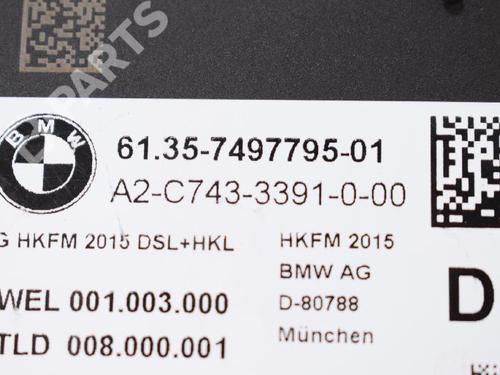 PARTS
BMW
61.35-7497795-01
A2-C743-3391-0-00
G HKFM 2015 DSL+HKL
HKFM 2015
BMW AG
D-80788
München
WEL 001.003.000
TLD 008.000.001
D